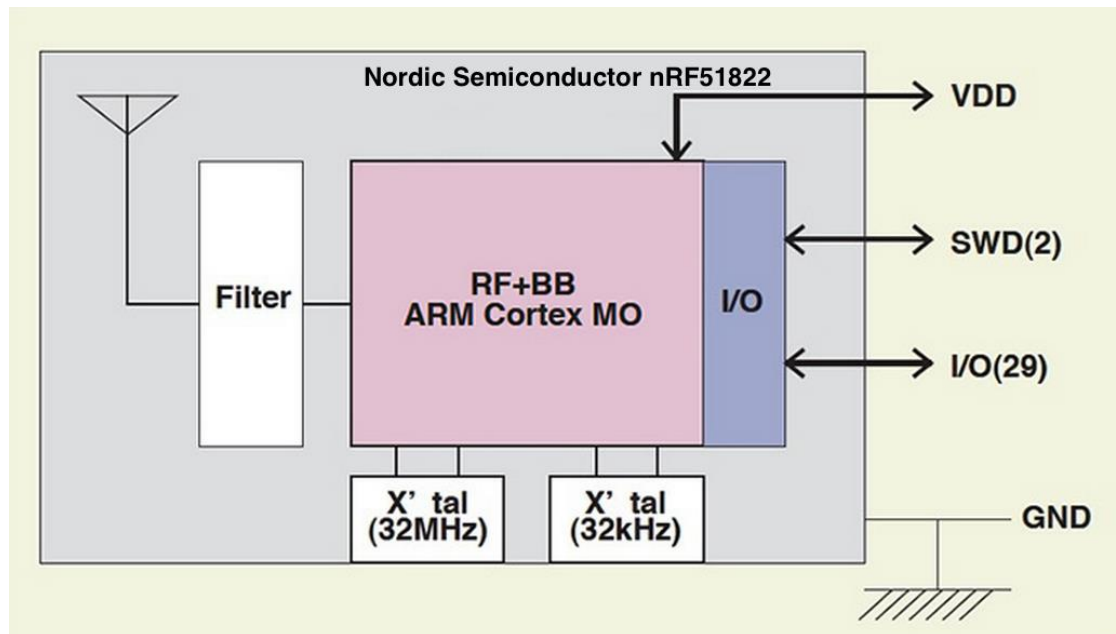 Nordic Semiconductor nRF51822
VDD
SWD(2)
Filter
RF+BB
ARM Cortex MO
I/O
I/O(29)
X' tal
(32MHz)
X' tal
(32kHz)
GND